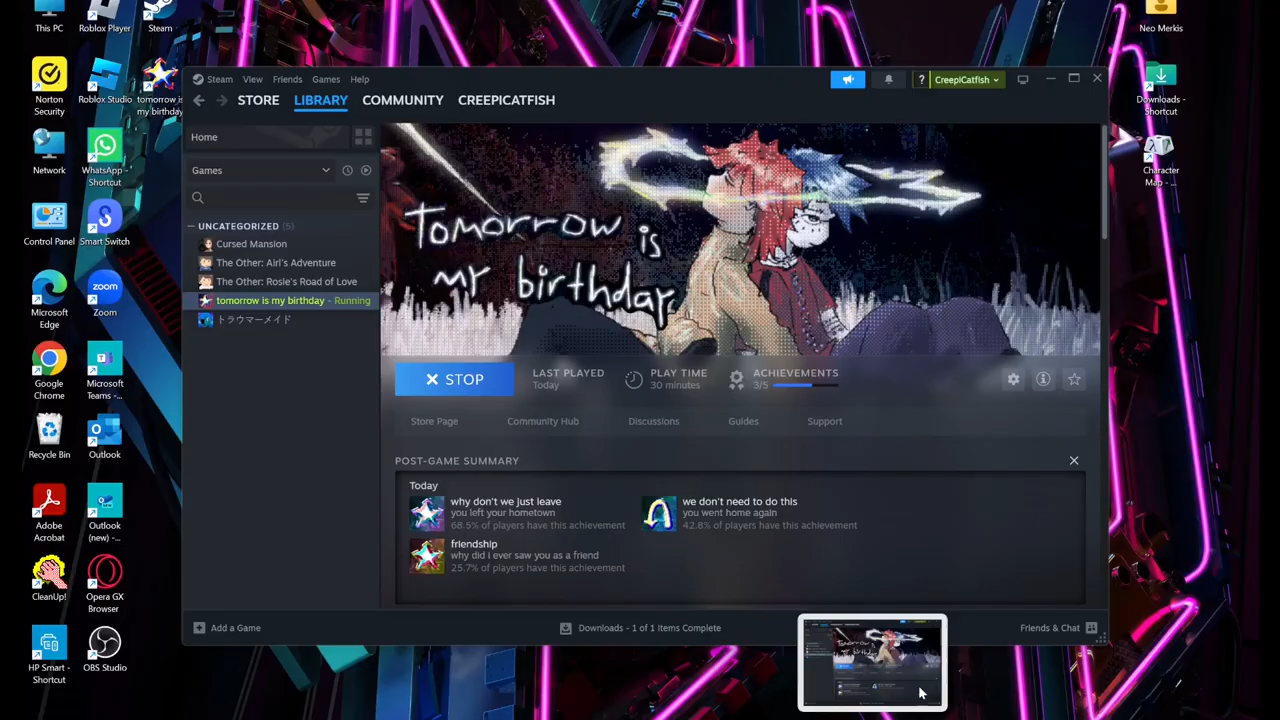 This PC
Roblox Player
Steam
Neo Merkis
Norton Security
Roblox Studio
tomorrow is my birthday
Downloads - Shortcut
Network
WhatsApp - Shortcut
Character Map - ...
Control Panel
Smart Switch
Microsoft Edge
Zoom
Google Chrome
Microsoft Teams -...
Recycle Bin
Outlook
Adobe Acrobat
Outlook (new) -...
CleanUp!
Opera GX Browser
HP Smart - Shortcut
OBS Studio
Steam View Friends Games Help
? CreepiCatfish
STORE LIBRARY COMMUNITY CREEPICATFISH
Home
Games
UNCATEGORIZED (5)
Cursed Mansion
The Other: Airi's Adventure
The Other: Rosie's Road of Love
tomorrow is my birthday - Running
トラウマーメイド
Tomorrow is
my birthday
STOP
LAST PLAYED
Today
PLAY TIME
30 minutes
ACHIEVEMENTS
3/5
Store Page Community Hub Discussions Guides Support
POST-GAME SUMMARY
Today
why don't we just leave
you left your hometown
68.5% of players have this achievement
we don't need to do this
you went home again
42.8% of players have this achievement
friendship
why did i ever saw you as a friend
25.7% of players have this achievement
Add a Game
Downloads - 1 of 1 Items Complete
Friends & Chat